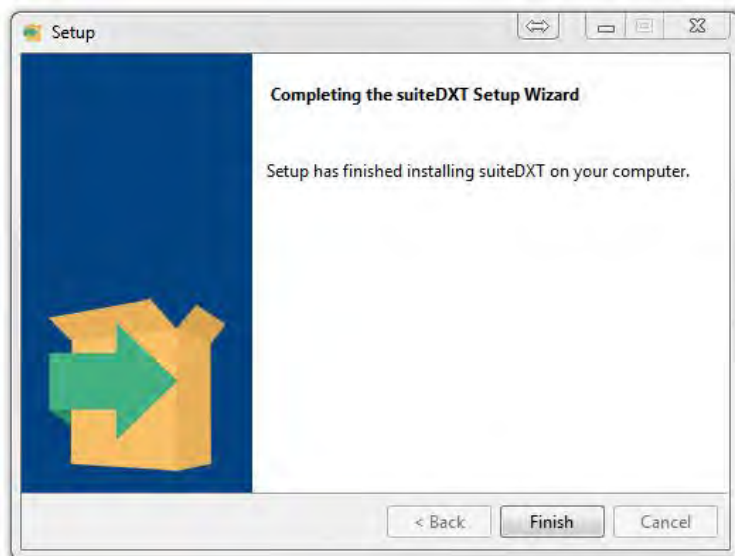 Setup
Completing the suiteDXT Setup Wizard
Setup has finished installing suiteDXT on your computer.
< Back
Finish
Cancel